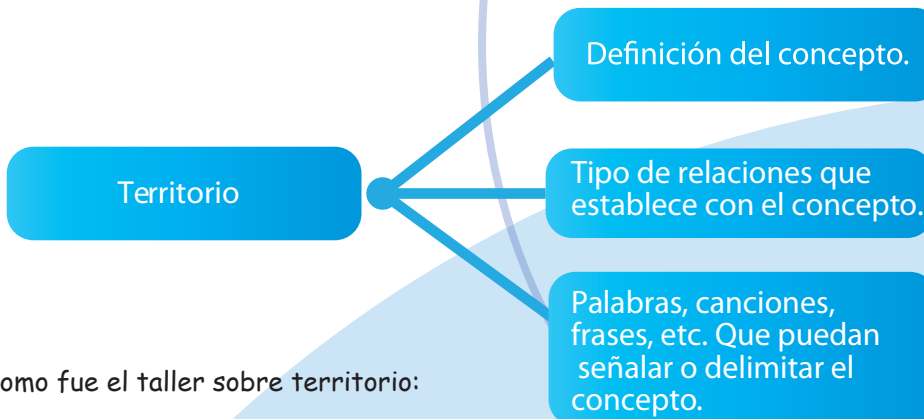 Definición del concepto.
Territorio
Tipo de relaciones que
establece con el concepto.
Palabras, canciones,
frases, etc. Que puedan
señalar o delimitar el
concepto.
omo fue el taller sobre territorio: